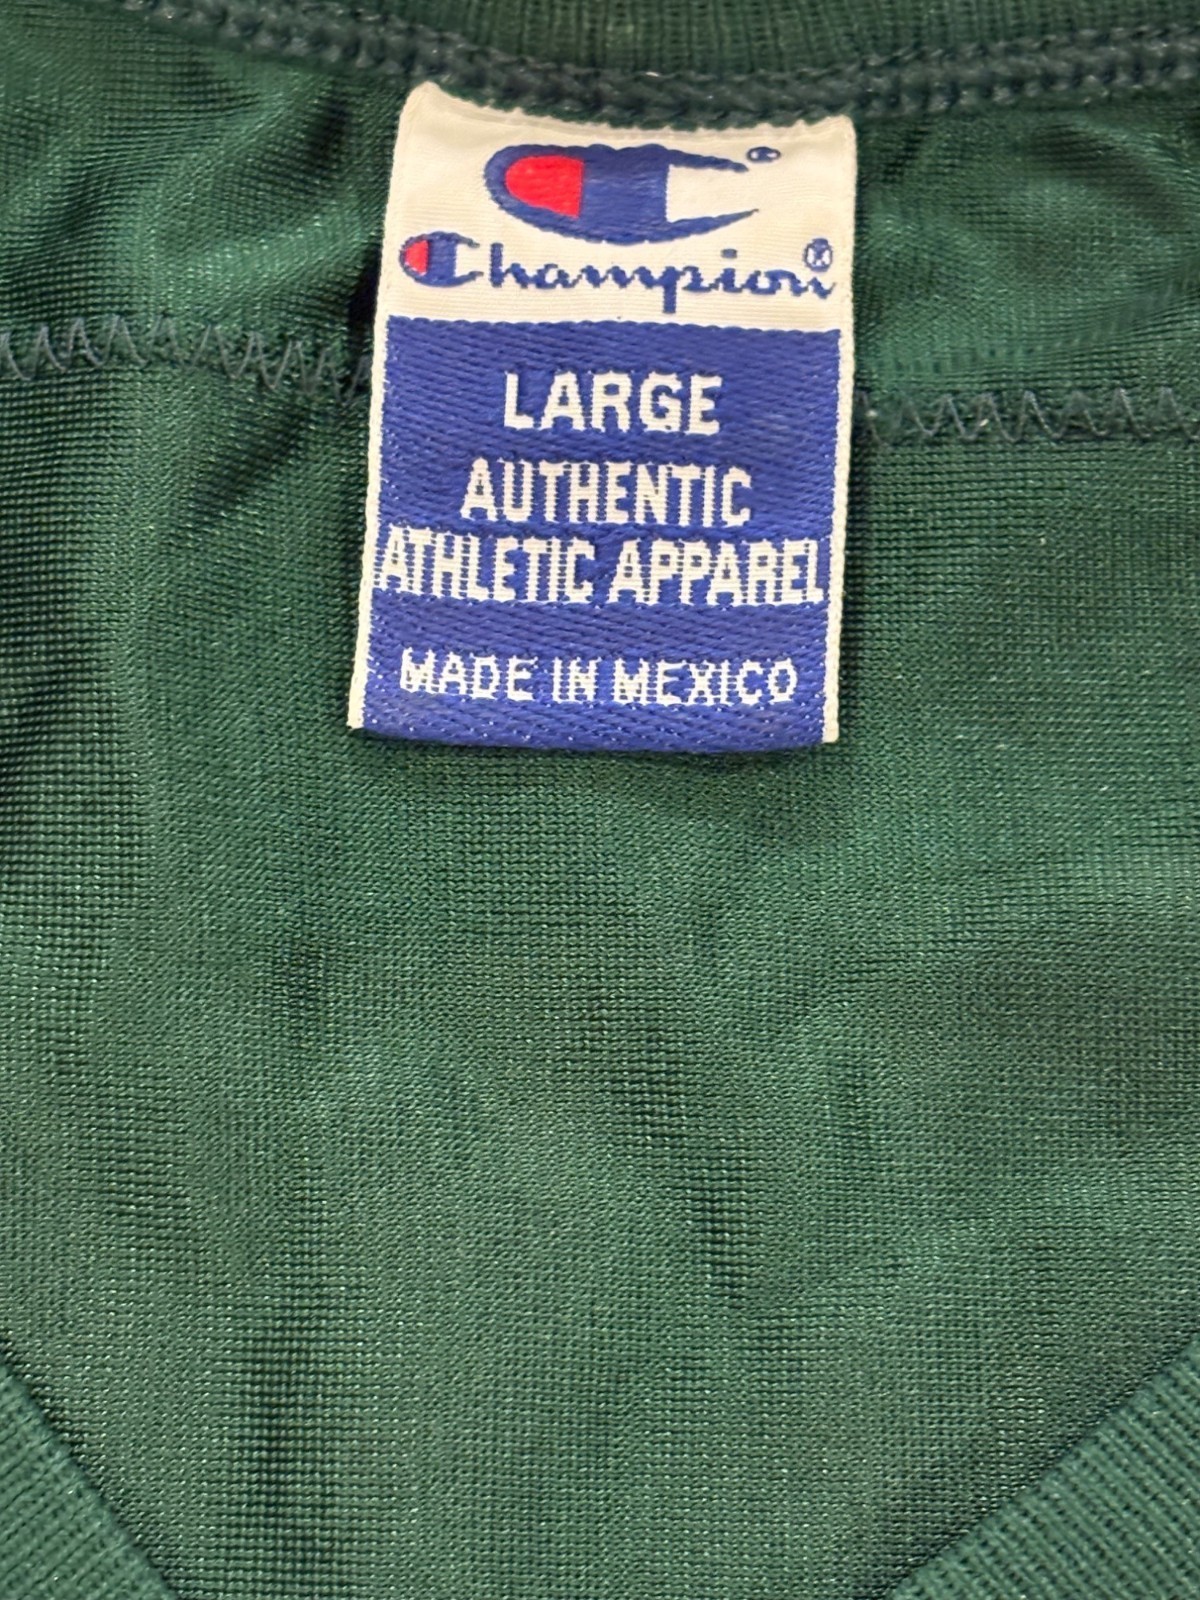 Champion®
LARGE
AUTHENTIC
ATHLETIC APPAREL
MADE IN MEXICO